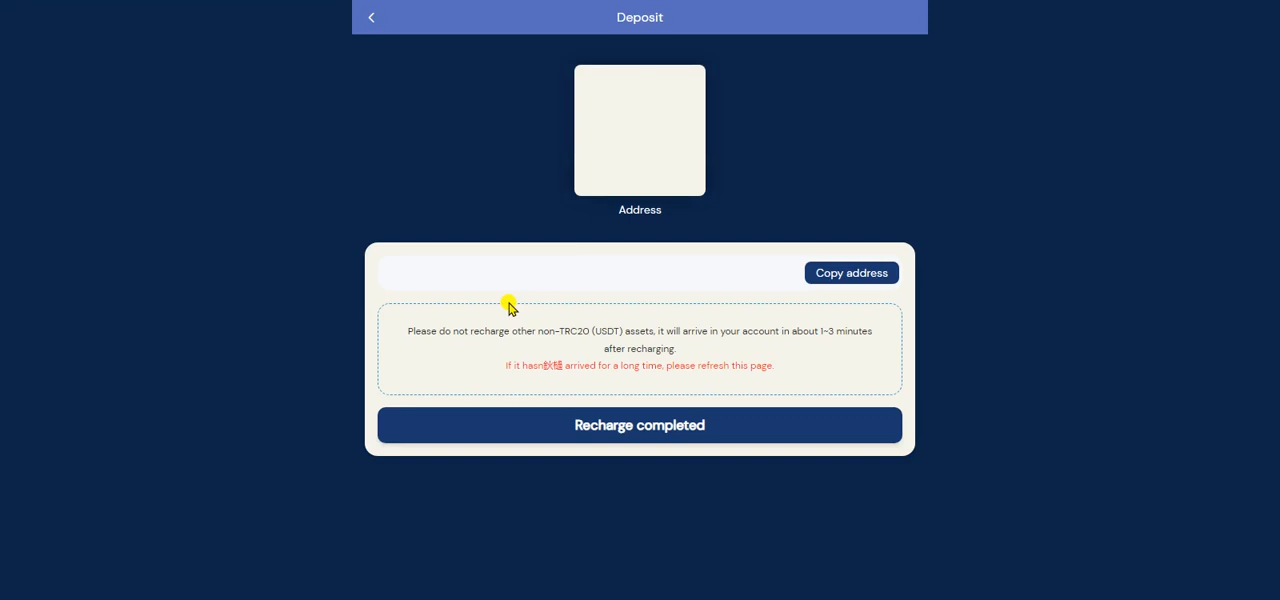 Deposit
Address
Copy address
Please do not recharge other non-TRC20 (USDT) assets, it will arrive in your account in about 1~3 minutes
after recharging.
If it hasn鈥檛 arrived for a long time, please refresh this page.
Recharge completed